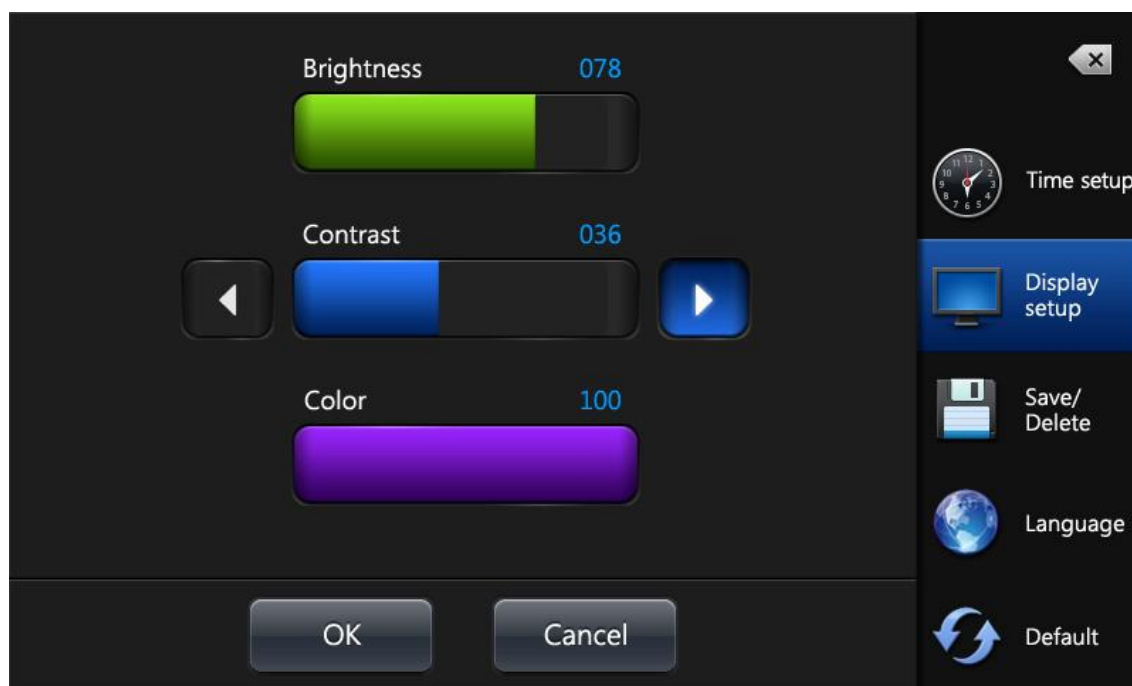 Brightness 078
Contrast 036
Color 100
OK
Cancel
Time setup
Display
setup
Save/
Delete
Language
Default